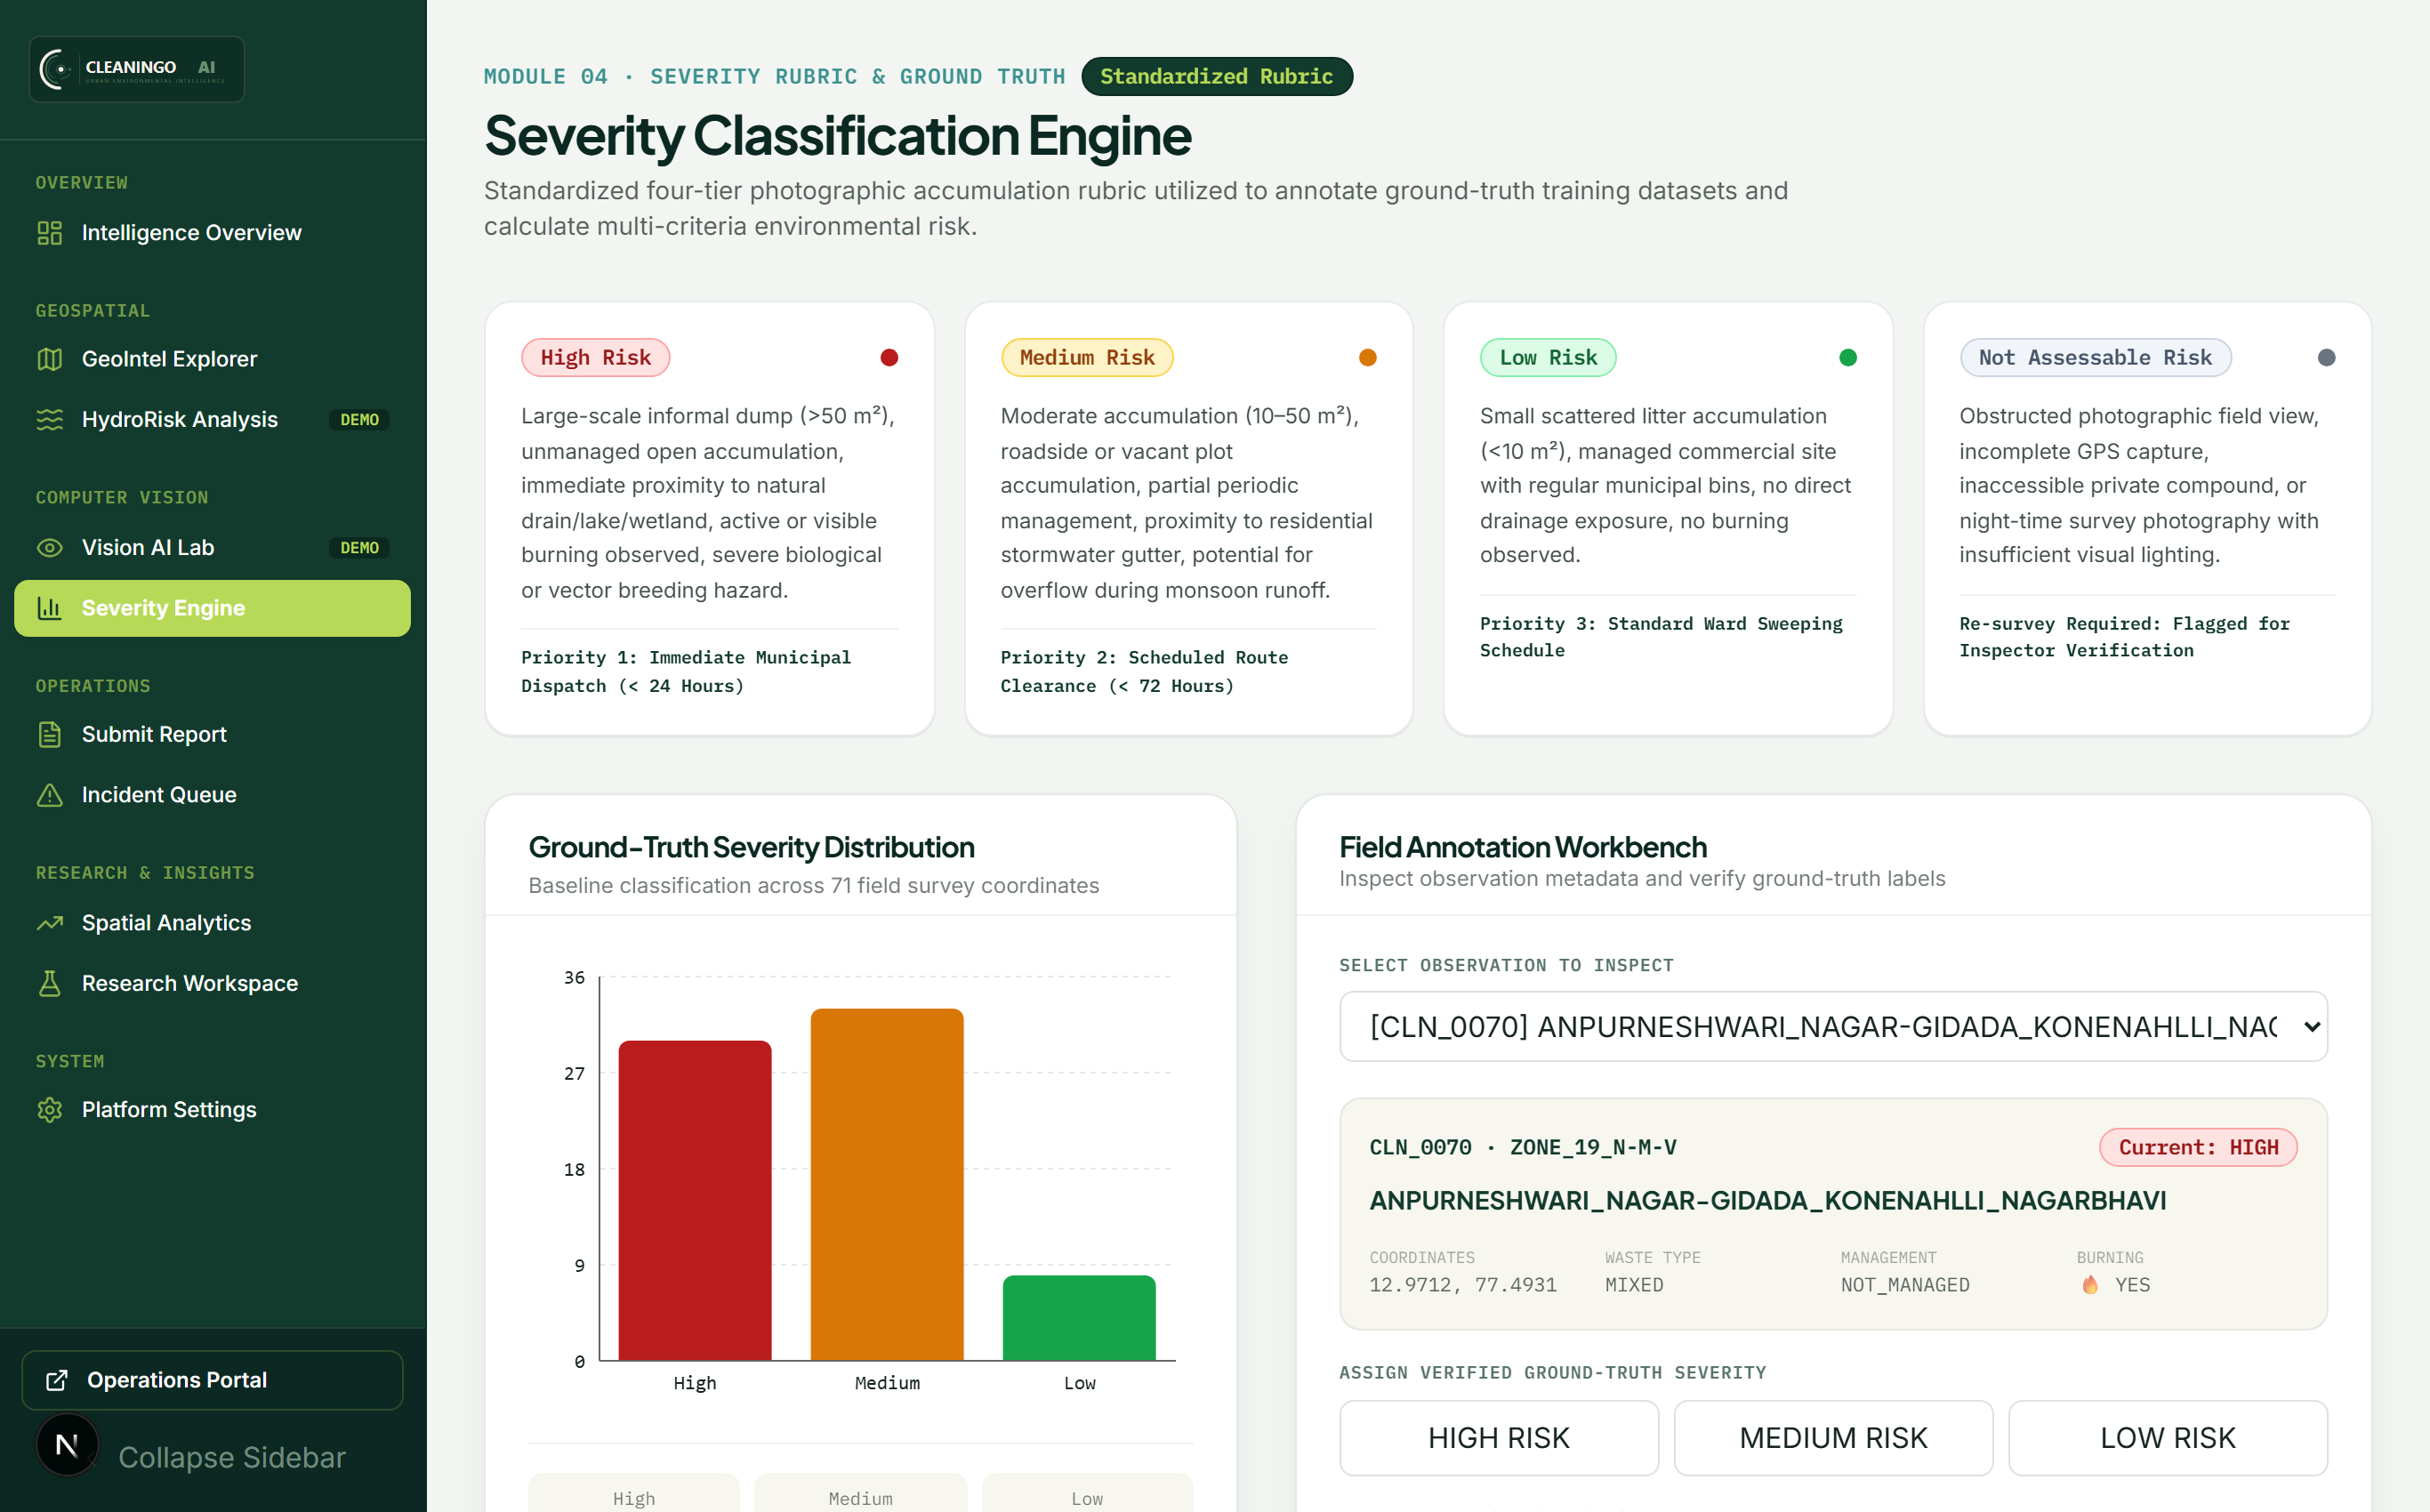 CLEANINGO AI
URBAN ENVIRONMENTAL INTELLIGENCE
OVERVIEW
Intelligence Overview
GEOSPATIAL
GeoIntel Explorer
HydroRisk Analysis DEMO
COMPUTER VISION
Vision AI Lab DEMO
Severity Engine
OPERATIONS
Submit Report
Incident Queue
RESEARCH & INSIGHTS
Spatial Analytics
Research Workspace
SYSTEM
Platform Settings
Operations Portal
N
Collapse Sidebar
MODULE 04 · SEVERITY RUBRIC & GROUND TRUTH Standardized Rubric
Severity Classification Engine
Standardized four-tier photographic accumulation rubric utilized to annotate ground-truth training datasets and
calculate multi-criteria environmental risk.
High Risk
Large-scale informal dump (>50 m²),
unmanaged open accumulation,
immediate proximity to natural
drain/lake/wetland, active or visible
burning observed, severe biological
or vector breeding hazard.
Priority 1: Immediate Municipal
Dispatch (< 24 Hours)
Medium Risk
Moderate accumulation (10–50 m²),
roadside or vacant plot
accumulation, partial periodic
management, proximity to residential
stormwater gutter, potential for
overflow during monsoon runoff.
Priority 2: Scheduled Route
Clearance (< 72 Hours)
Low Risk
Small scattered litter accumulation
(<10 m²), managed commercial site
with regular municipal bins, no direct
drainage exposure, no burning
observed.
Priority 3: Standard Ward Sweeping
Schedule
Not Assessable Risk
Obstructed photographic field view,
incomplete GPS capture,
inaccessible private compound, or
night-time survey photography with
insufficient visual lighting.
Re-survey Required: Flagged for
Inspector Verification
Ground-Truth Severity Distribution
Baseline classification across 71 field survey coordinates
36
27
18
9
0
High Medium Low
High Medium Low
Field Annotation Workbench
Inspect observation metadata and verify ground-truth labels
SELECT OBSERVATION TO INSPECT
[CLN_0070] ANPURNESHWARI_NAGAR-GIDADA_KONENAHLLI_NAG
CLN_0070 · ZONE_19_N-M-V Current: HIGH
ANPURNESHWARI_NAGAR-GIDADA_KONENAHLLI_NAGARBHAVI
COORDINATES WASTE TYPE MANAGEMENT BURNING
12.9712, 77.4931 MIXED NOT_MANAGED 🔥 YES
ASSIGN VERIFIED GROUND-TRUTH SEVERITY
HIGH RISK MEDIUM RISK LOW RISK